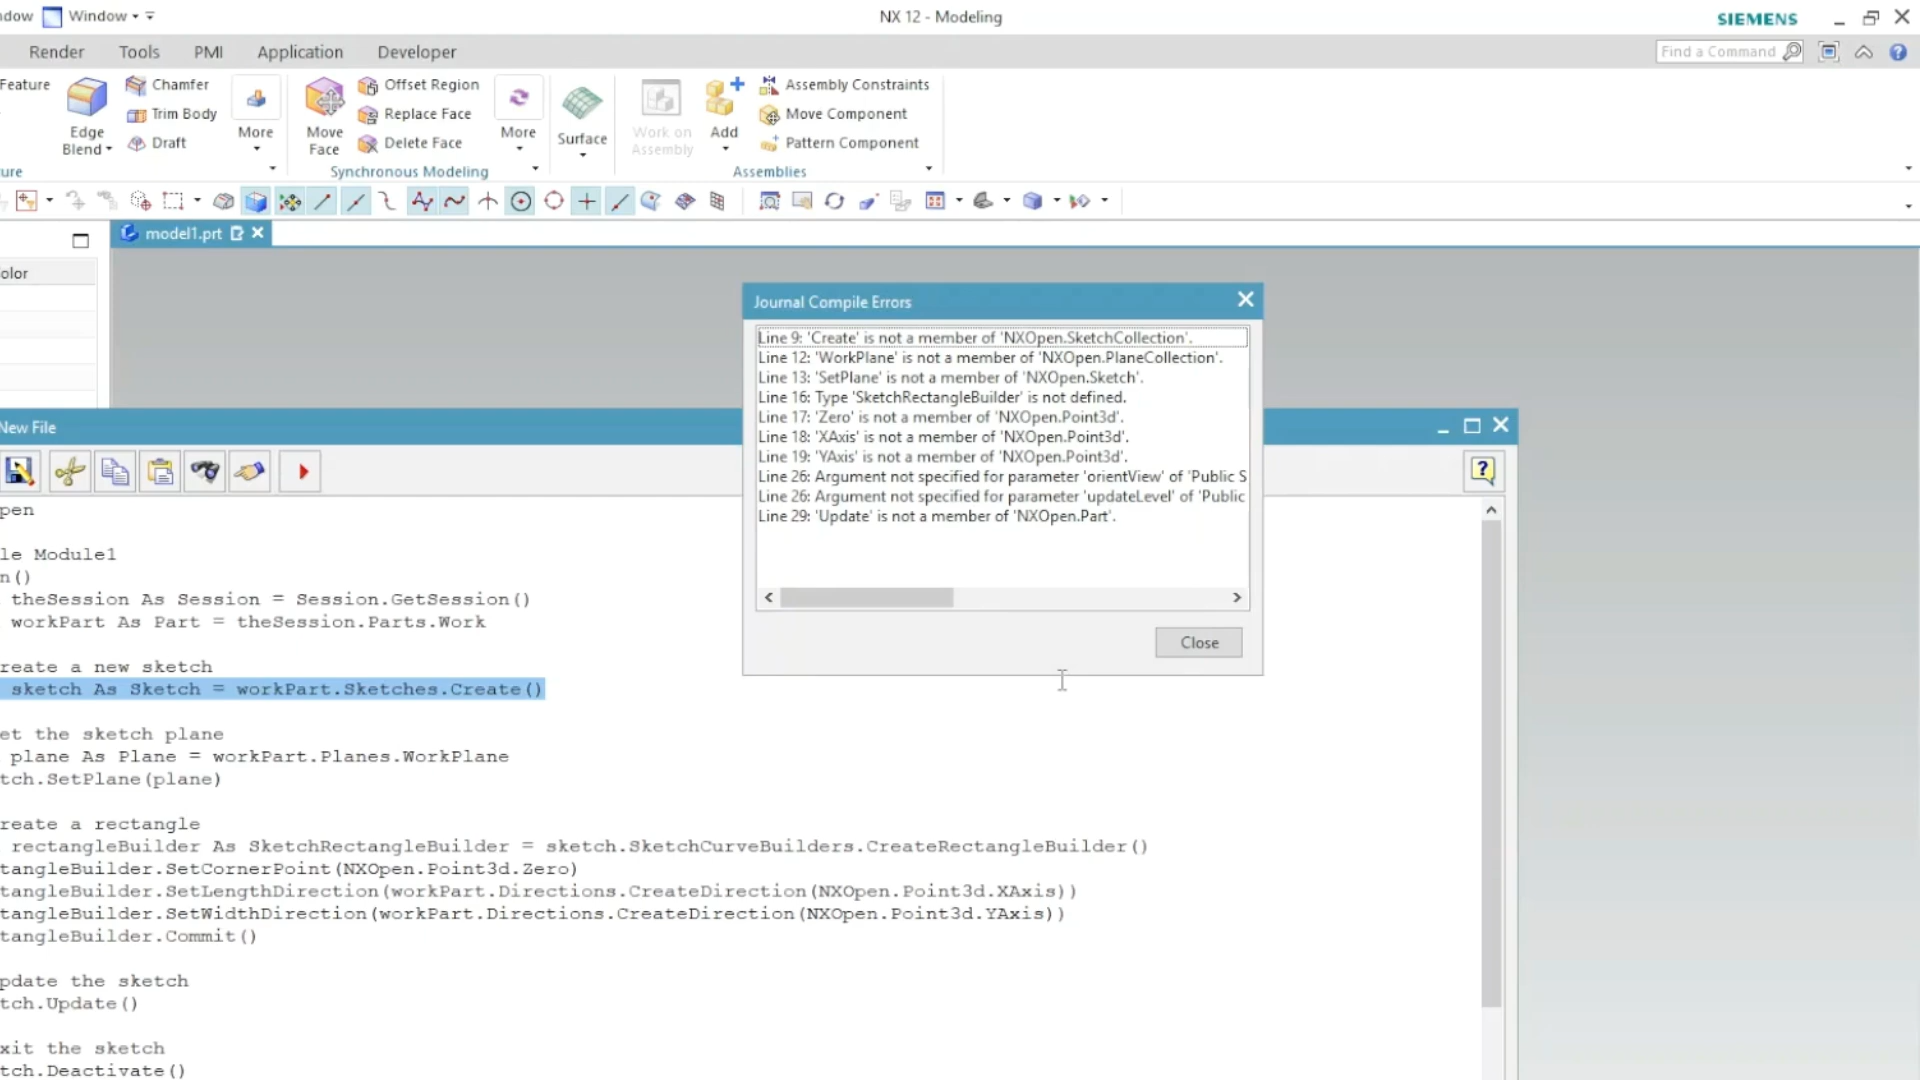 dow Window NX 12 - Modeling SIEMENS
Render Tools PMI Application Developer Find a Command
Feature Chamfer Offset Region Assembly Constraints
Trim Body Replace Face Move Component
Edge Blend Draft More Move Face Delete Face More Surface Work on Assembly Add Pattern Component
ure Synchronous Modeling Assemblies
model1.prt
olor
Journal Compile Errors
Line 9: 'Create' is not a member of 'NXOpen.SketchCollection'.
Line 12: 'WorkPlane' is not a member of 'NXOpen.PlaneCollection'.
Line 13: 'SetPlane' is not a member of 'NXOpen.Sketch'.
Line 16: Type 'SketchRectangleBuilder' is not defined.
Line 17: 'Zero' is not a member of 'NXOpen.Point3d'.
Line 18: 'XAxis' is not a member of 'NXOpen.Point3d'.
Line 19: 'YAxis' is not a member of 'NXOpen.Point3d'.
Line 26: Argument not specified for parameter 'orientView' of 'Public S
Line 26: Argument not specified for parameter 'updateLevel' of 'Public
Line 29: 'Update' is not a member of 'NXOpen.Part'.
Close
New File
pen
le Module1
n()
theSession As Session = Session.GetSession()
workPart As Part = theSession.Parts.Work
reate a new sketch
sketch As Sketch = workPart.Sketches.Create()
et the sketch plane
plane As Plane = workPart.Planes.WorkPlane
tch.SetPlane(plane)
reate a rectangle
rectangleBuilder As SketchRectangleBuilder = sketch.SketchCurveBuilders.CreateRectangleBuilder()
tangleBuilder.SetCornerPoint(NXOpen.Point3d.Zero)
tangleBuilder.SetLengthDirection(workPart.Directions.CreateDirection(NXOpen.Point3d.XAxis))
tangleBuilder.SetWidthDirection(workPart.Directions.CreateDirection(NXOpen.Point3d.YAxis))
tangleBuilder.Commit()
pdate the sketch
tch.Update()
xit the sketch
tch.Deactivate()